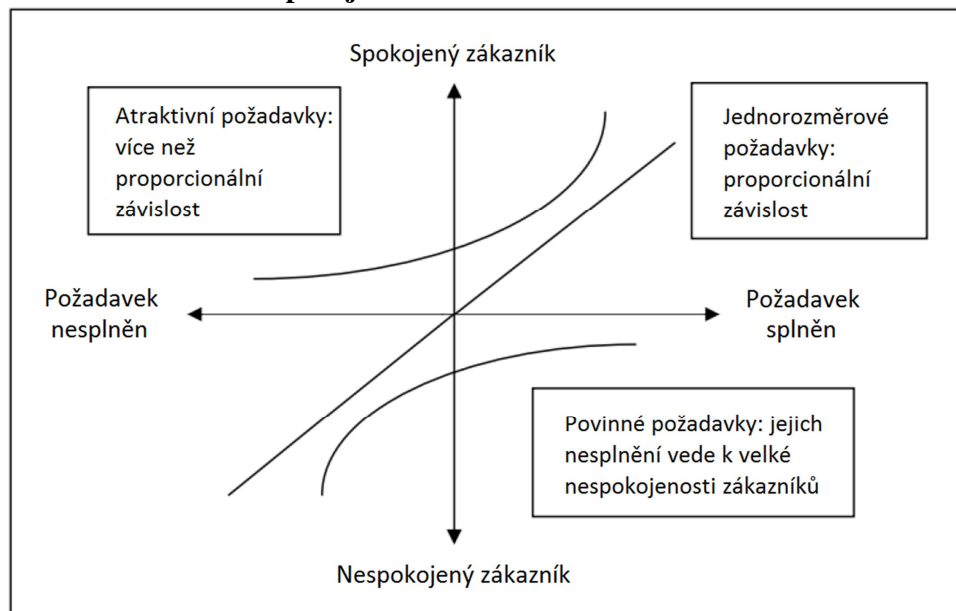 Spokojený zákazník
Atraktivní požadavky:
více než
proporcionální
závislost
Jednorozměrové
požadavky:
proporcionální
závislost
Požadavek
nesplněn
Požadavek
splněn
Povinné požadavky: jejich
nesplnění vede k velké
nespokojenosti zákazníků
Nespokojený zákazník